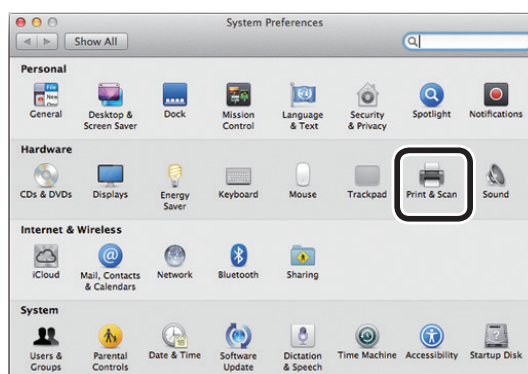 System Preferences
Show All
Personal
File
New
General
Desktop &
Screen Saver
Dock
Mission
Control
Language
& Text
Security
& Privacy
Spotlight
Notifications
Hardware
CDs & DVDs
Displays
Energy
Saver
Keyboard
Mouse
Trackpad
Print & Scan
Sound
Internet & Wireless
iCloud
Mail, Contacts
& Calendars
Network
Bluetooth
Sharing
System
Users &
Groups
Parental
Controls
Date & Time
Software
Update
Dictation
& Speech
Time Machine
Accessibility
Startup Disk